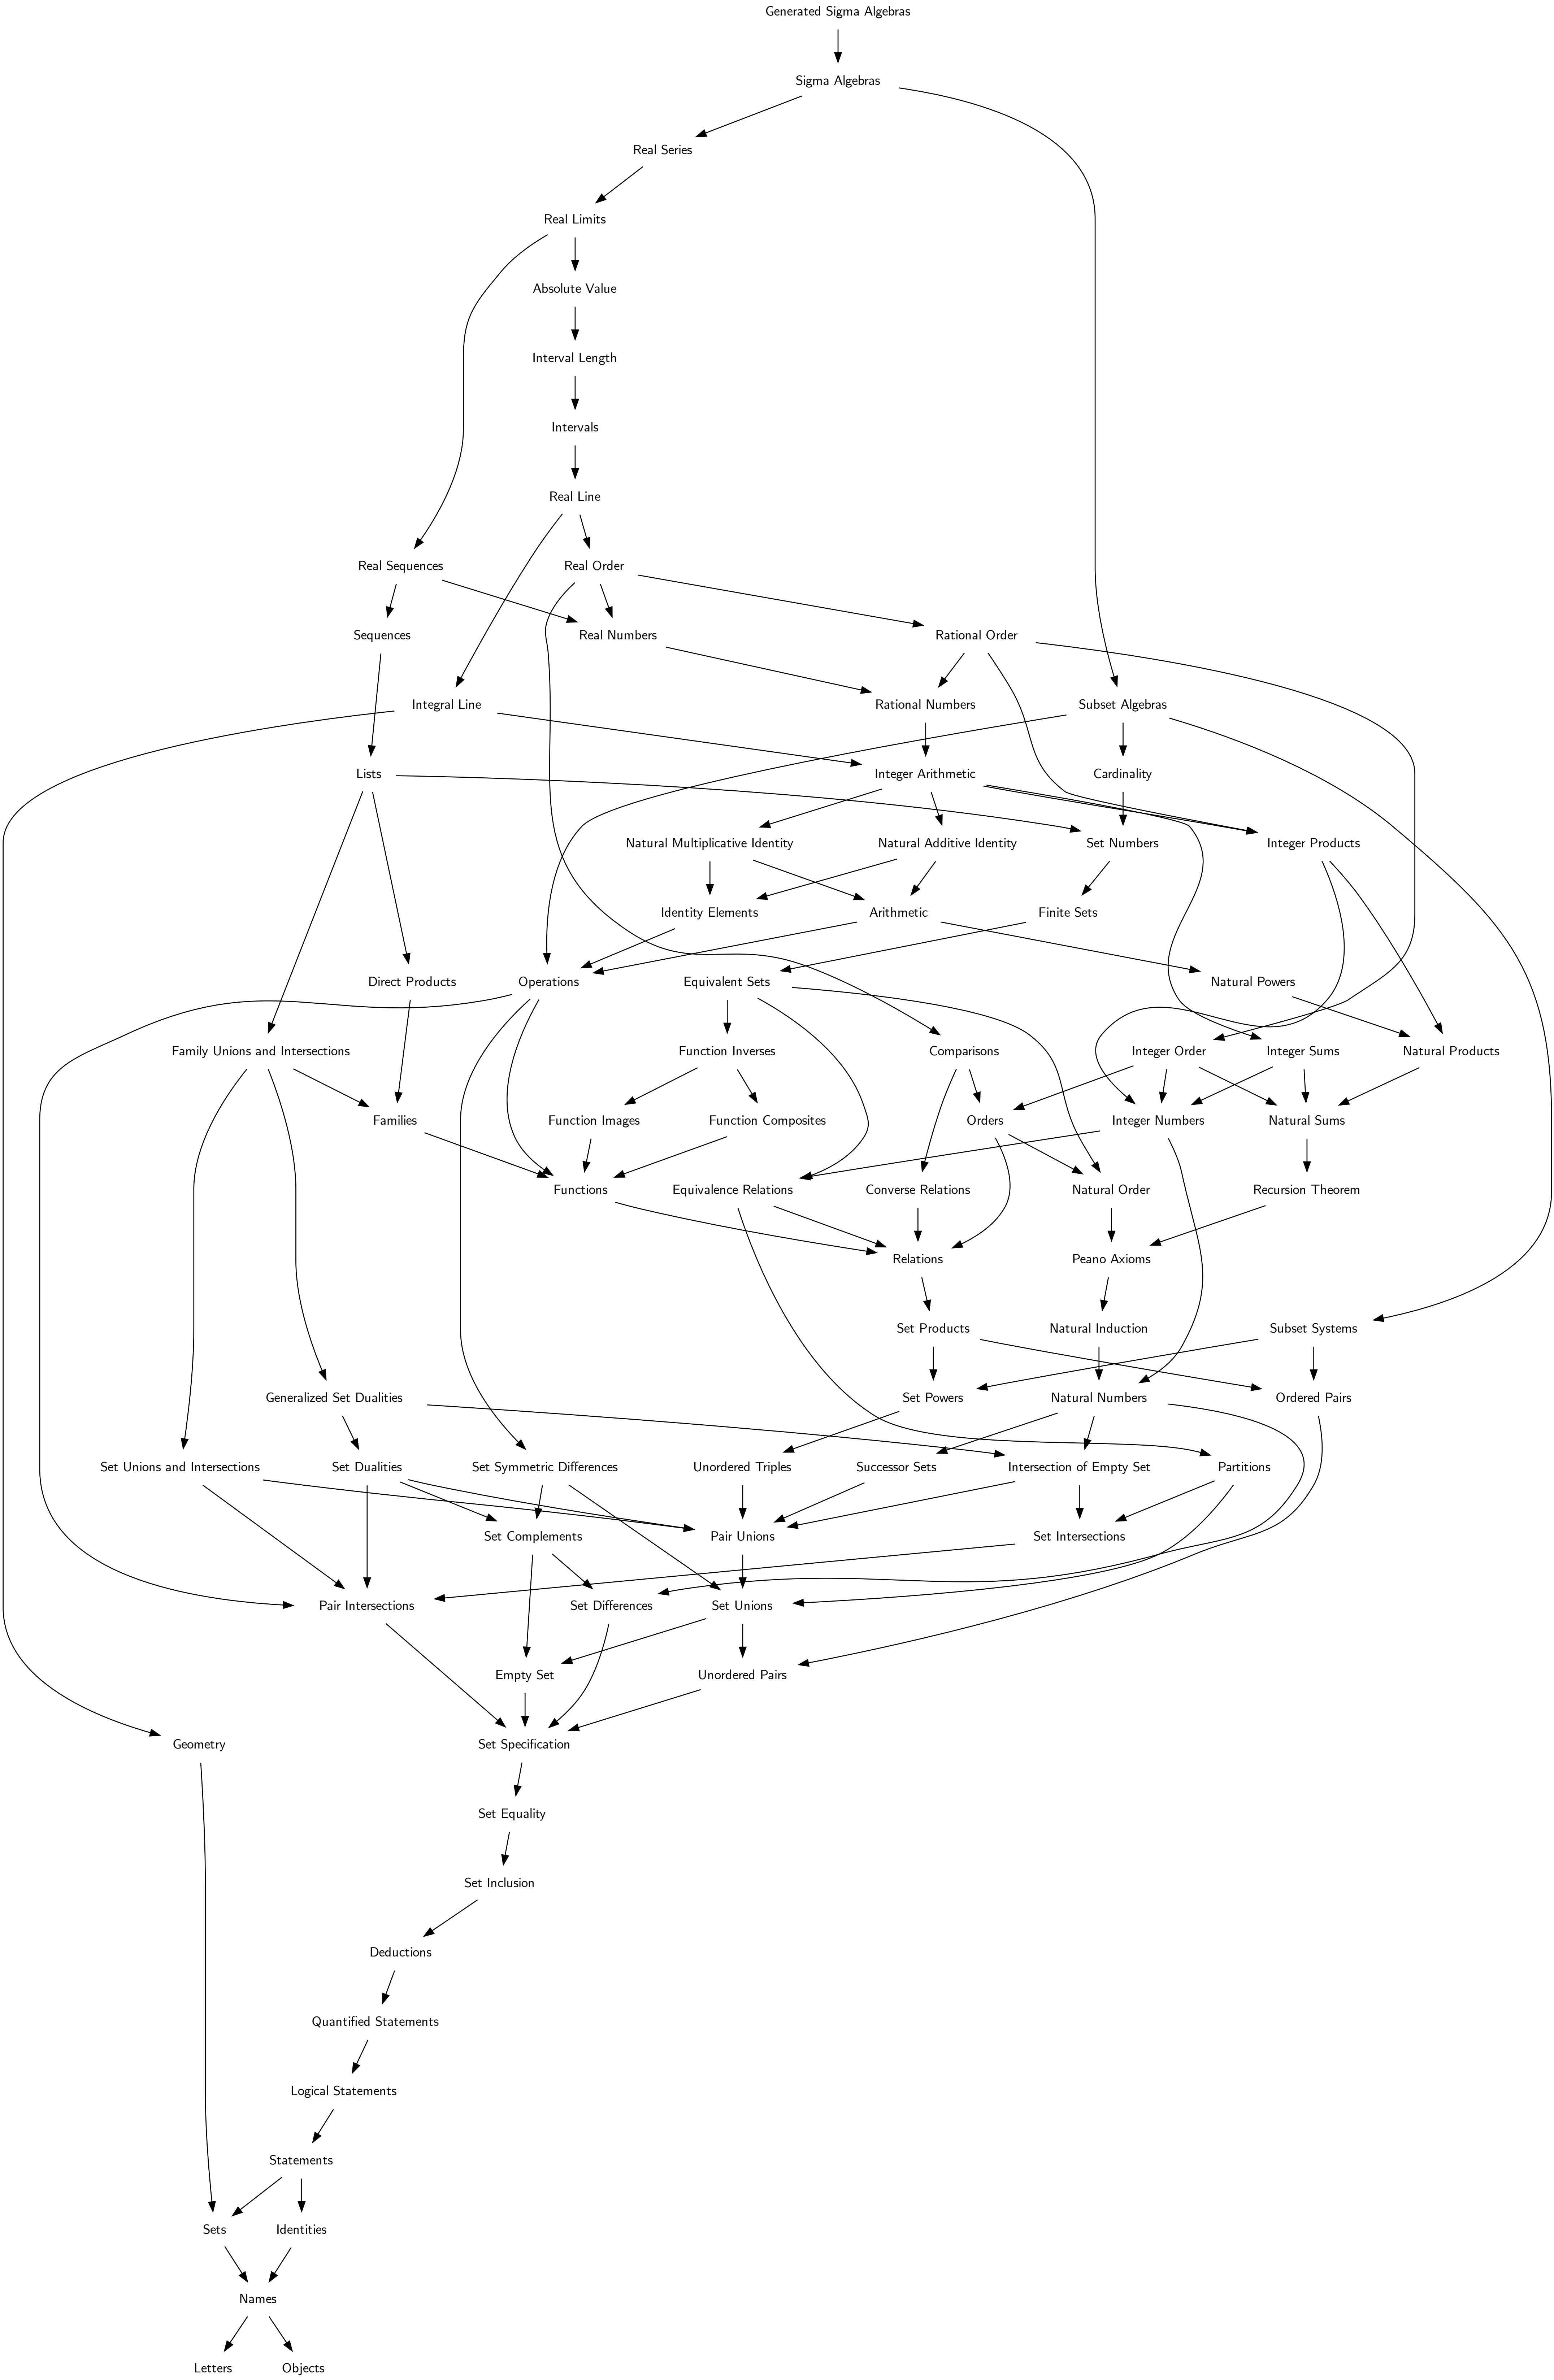 Generated Sigma Algebras
Sigma Algebras
Real Series
Real Limits
Absolute Value
Interval Length
Intervals
Real Line
Real Sequences
Real Order
Sequences
Real Numbers
Rational Order
Integral Line
Rational Numbers
Subset Algebras
Lists
Integer Arithmetic
Cardinality
Natural Multiplicative Identity
Natural Additive Identity
Set Numbers
Integer Products
Identity Elements
Arithmetic
Finite Sets
Direct Products
Operations
Equivalent Sets
Natural Powers
Family Unions and Intersections
Function Inverses
Comparisons
Integer Order
Integer Sums
Natural Products
Families
Function Images
Function Composites
Orders
Integer Numbers
Natural Sums
Functions
Equivalence Relations
Converse Relations
Natural Order
Recursion Theorem
Relations
Peano Axioms
Set Products
Natural Induction
Subset Systems
Generalized Set Dualities
Set Powers
Natural Numbers
Ordered Pairs
Set Unions and Intersections
Set Dualities
Set Symmetric Differences
Unordered Triples
Successor Sets
Intersection of Empty Set
Partitions
Set Complements
Pair Unions
Set Intersections
Pair Intersections
Set Differences
Set Unions
Empty Set
Unordered Pairs
Geometry
Set Specification
Set Equality
Set Inclusion
Deductions
Quantified Statements
Logical Statements
Statements
Sets
Identities
Names
Letters
Objects